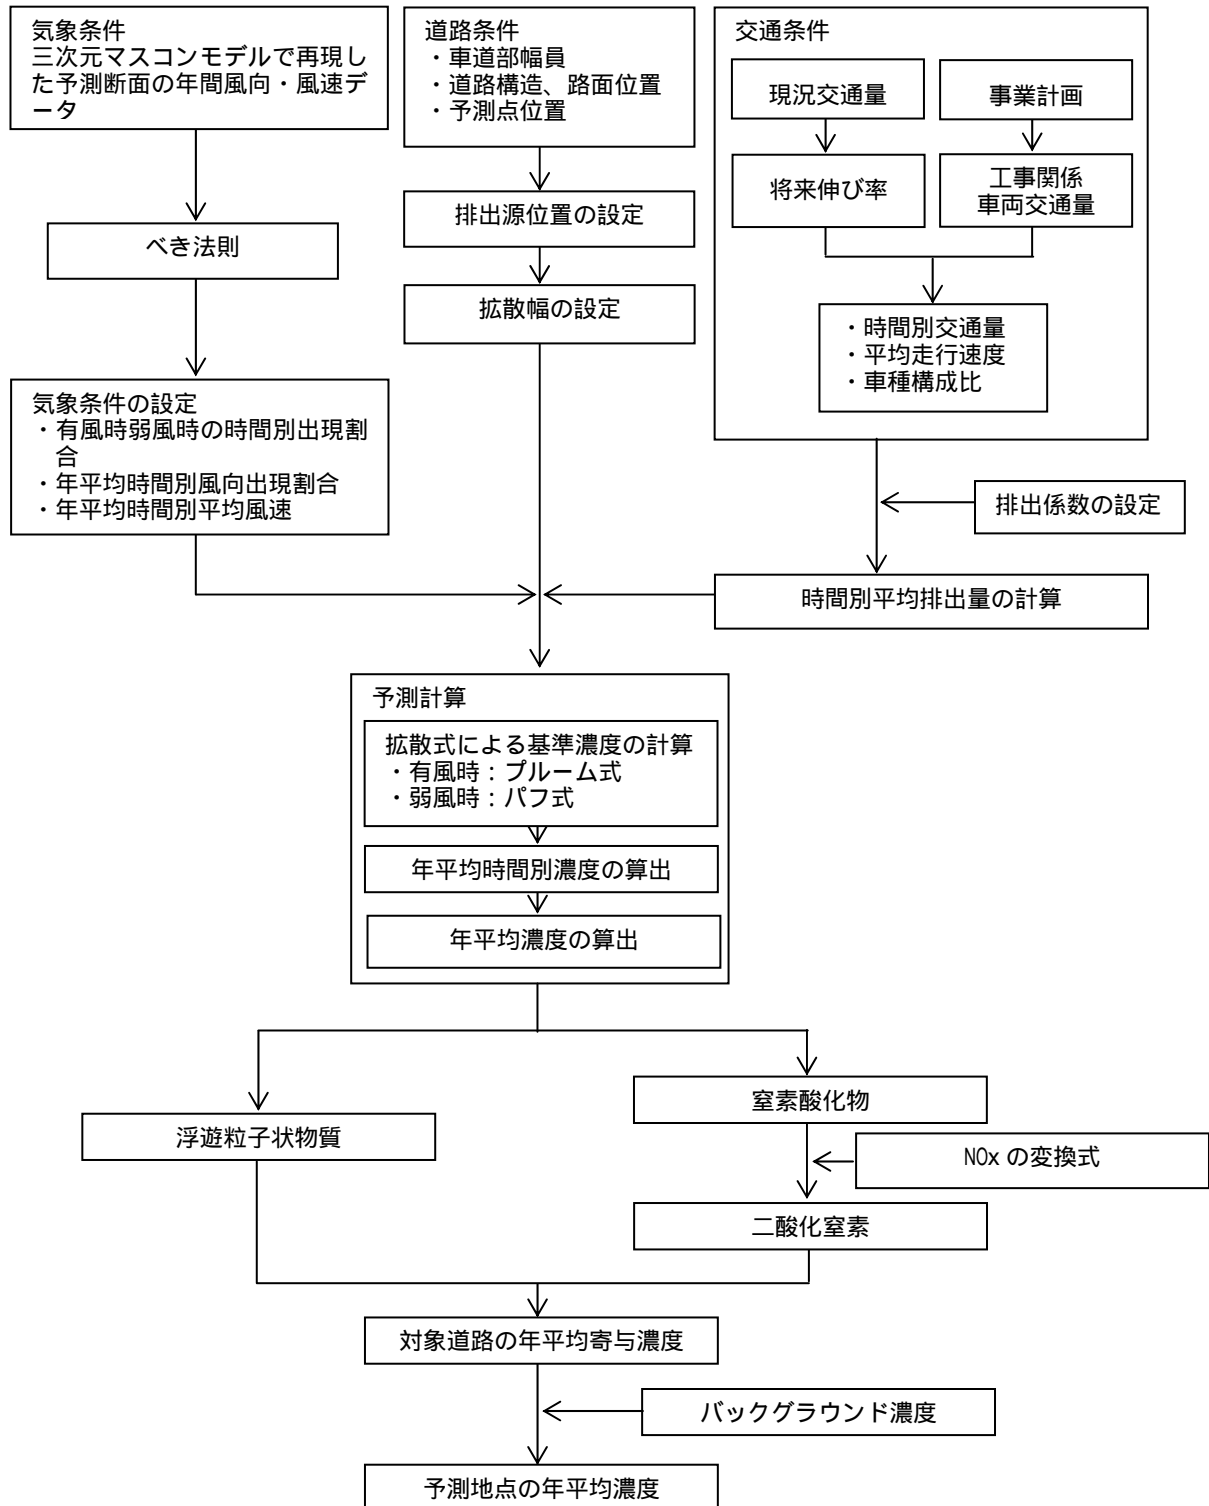 気象条件
三次元マスコンモデルで再現し
た予測断面の年間風向・風速デ
ータ
べき法則
気象条件の設定
・有風時弱風時の時間別出現割
合
・年平均時間別風向出現割合
・年平均時間別平均風速
道路条件
・車道部幅員
・道路構造、路面位置
・予測点位置
排出源位置の設定
拡散幅の設定
交通条件
現況交通量
事業計画
将来伸び率
工事関係
車両交通量
・時間別交通量
・平均走行速度
・車種構成比
排出係数の設定
時間別平均排出量の計算
予測計算
拡散式による基準濃度の計算
・有風時：プルーム式
・弱風時：パフ式
年平均時間別濃度の算出
年平均濃度の算出
浮遊粒子状物質
窒素酸化物
NOx の変換式
二酸化窒素
対象道路の年平均寄与濃度
バックグラウンド濃度
予測地点の年平均濃度